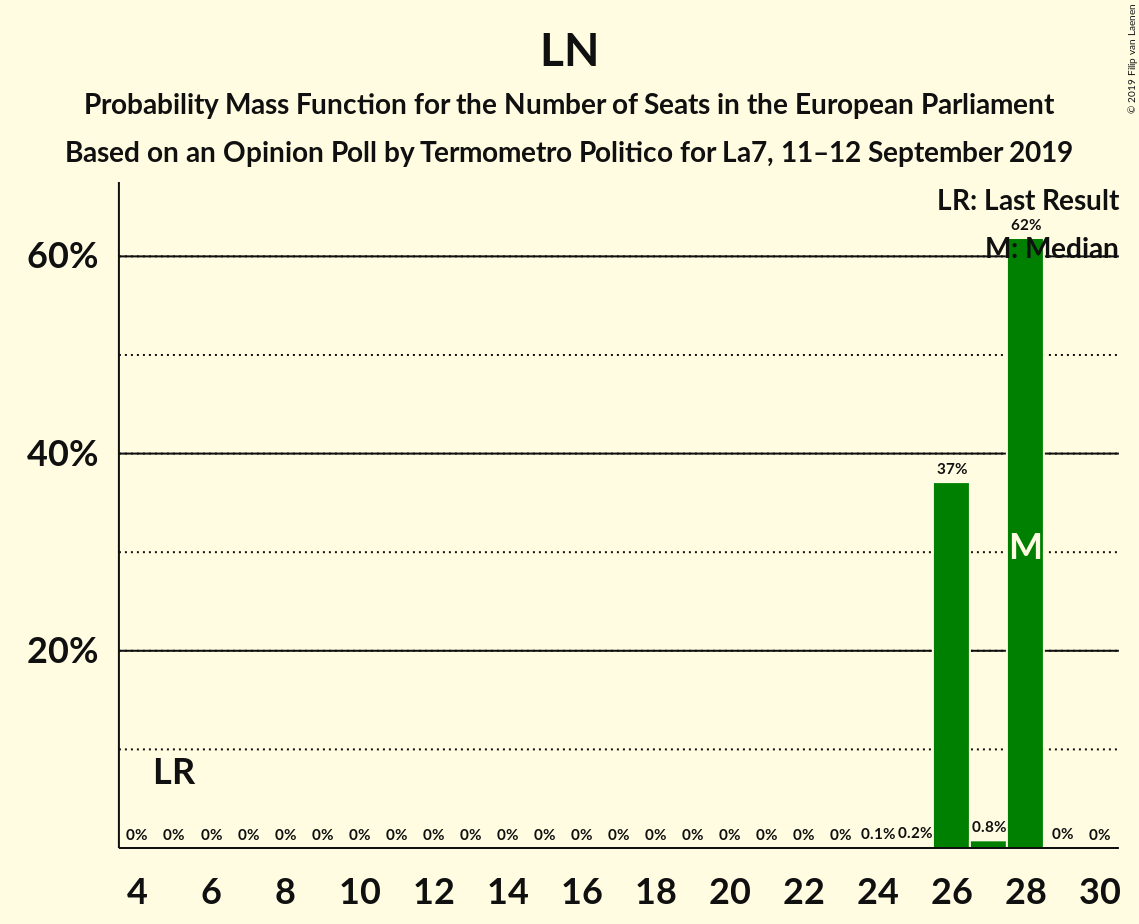 LN
Probability Mass Function for the Number of Seats in the European Parliament
Based on an Opinion Poll by Termometro Politico for La7, 11–12 September 2019
© 2019 Filip van Laenen
LR: Last Result
M: Median
62%
60%
40%
37%
M
20%
LR
0% 0% 0% 0% 0% 0% 0% 0% 0% 0% 0% 0% 0% 0% 0% 0% 0% 0% 0% 0% 0.1% 0.2% 0.8% 0% 0%
4 6 8 10 12 14 16 18 20 22 24 26 28 30